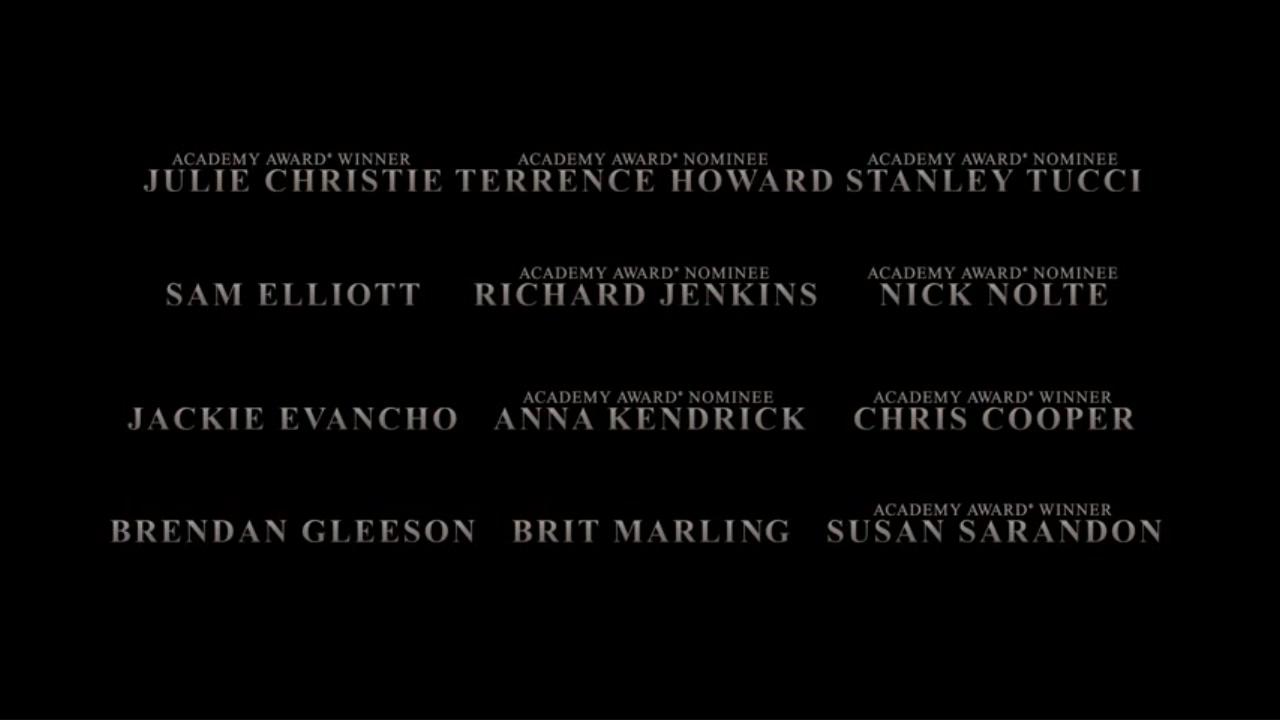 ACADEMY AWARD® WINNER ACADEMY AWARD® NOMINEE ACADEMY AWARD® NOMINEE
JULIE CHRISTIE TERRENCE HOWARD STANLEY TUCCI
ACADEMY AWARD® NOMINEE ACADEMY AWARD® NOMINEE
SAM ELLIOTT RICHARD JENKINS NICK NOLTE
ACADEMY AWARD® NOMINEE ACADEMY AWARD® WINNER
JACKIE EVANCHO ANNA KENDRICK CHRIS COOPER
ACADEMY AWARD® WINNER
BRENDAN GLEESON BRIT MARLING SUSAN SARANDON